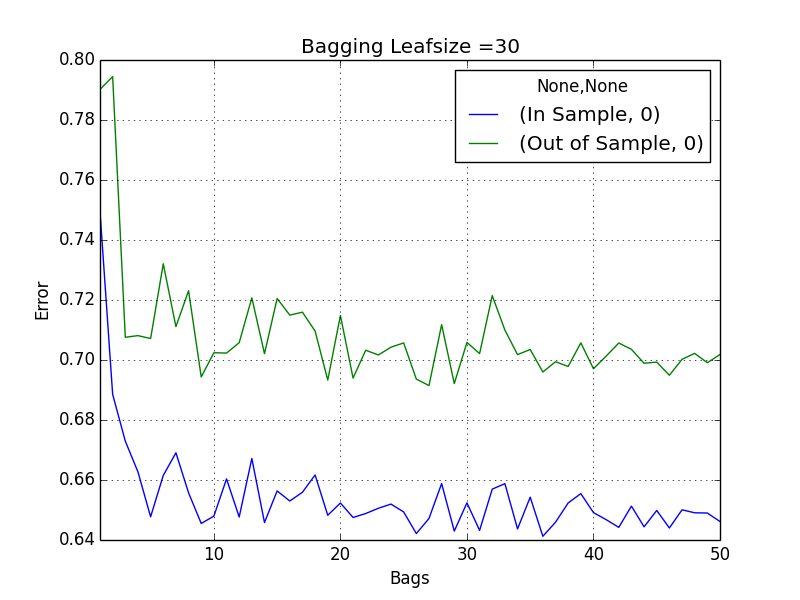 Bagging Leafsize =30
0.80
0.78
0.76
0.74
0.72
0.70
0.68
0.66
0.64
Error
None,None
(In Sample, 0)
(Out of Sample, 0)
10 20 30 40 50
Bags